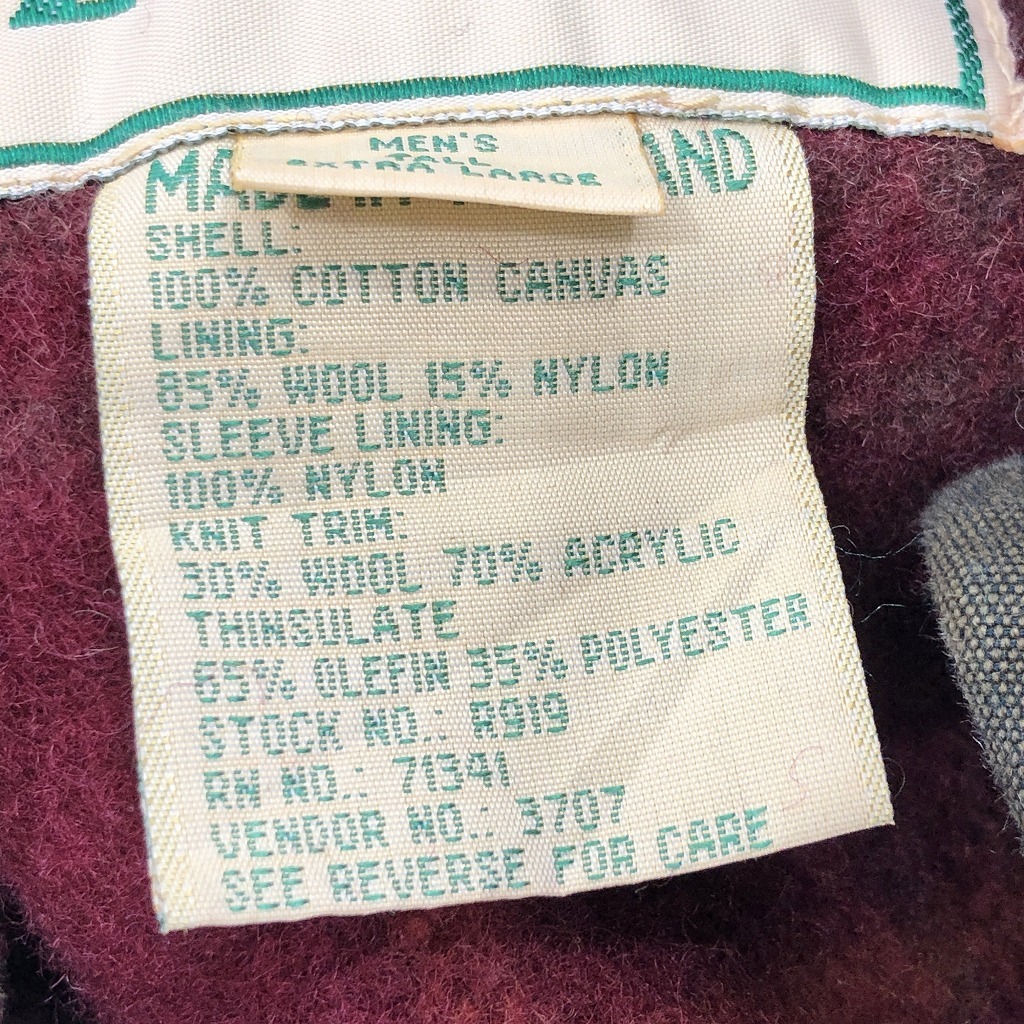 MEN'S
TALL
EXTRA LARGE
SHELL:
100% COTTON CANVAS
LINING:
85% WOOL 15% NYLON
SLEEVE LINING:
100% NYLON
KNIT TRIM:
30% WOOL 70% ACRYLIC
THINSULATE
65% OLEFIN 35% POLYESTER
STOCK NO.: A919
RN NO.: 71341
VENDOR NO.: 3707
SEE REVERSE FOR CARE